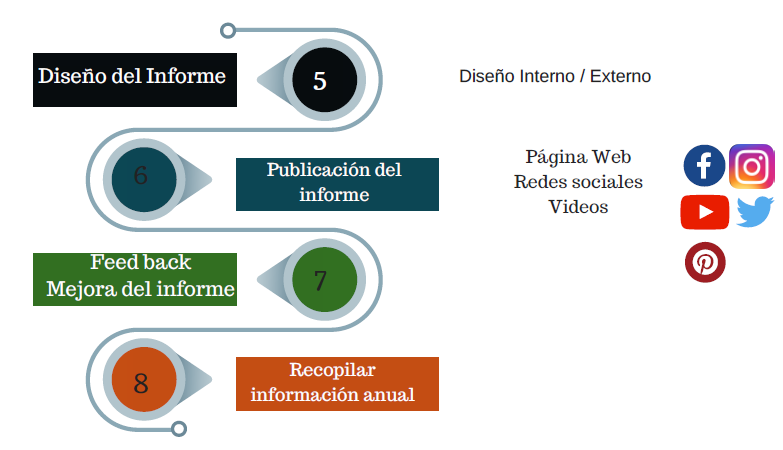 Diseño del Informe
5
Diseño Interno / Externo
6
Publicación del
informe
Página Web
Redes sociales
Videos
Feed back
Mejora del informe
7
8
Recopilar
información anual